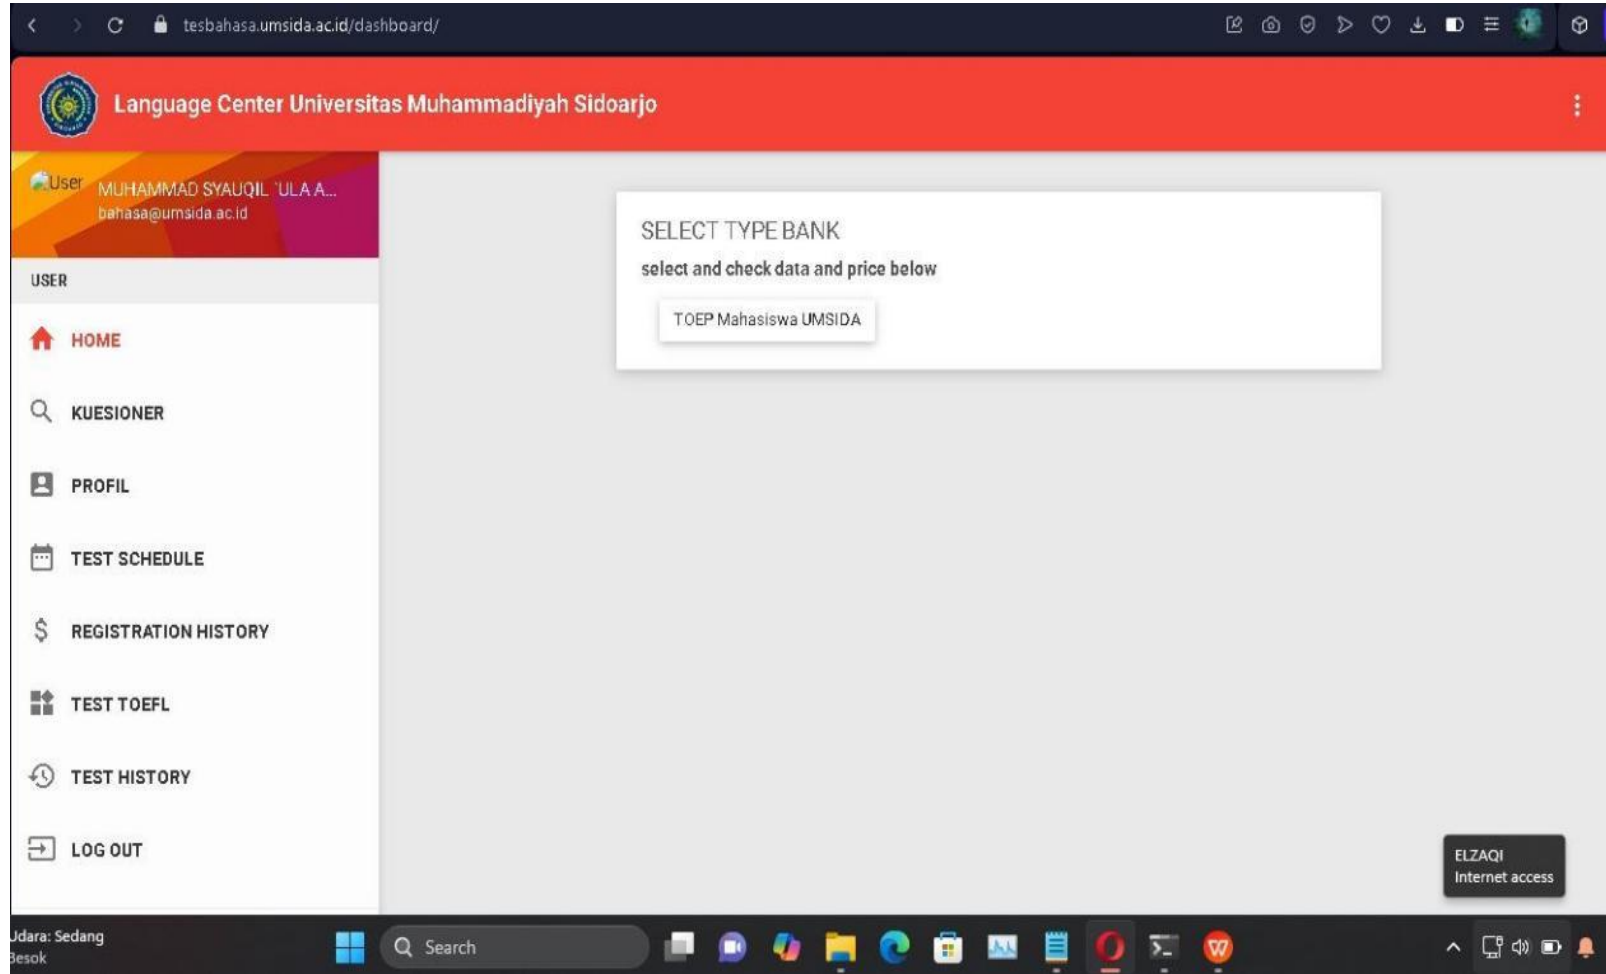 tesbahasa.umsida.ac.id/dashboard/
Language Center Universitas Muhammadiyah Sidoarjo
User
MUHAMMAD SYAUQIL `ULA A...
bahasa@umsida.ac.id
USER
HOME
KUESIONER
PROFIL
TEST SCHEDULE
REGISTRATION HISTORY
TEST TOEFL
TEST HISTORY
LOG OUT
SELECT TYPE BANK
select and check data and price below
TOEP Mahasiswa UMSIDA
ELZAQI
Internet access
Udara: Sedang
Besok
Search